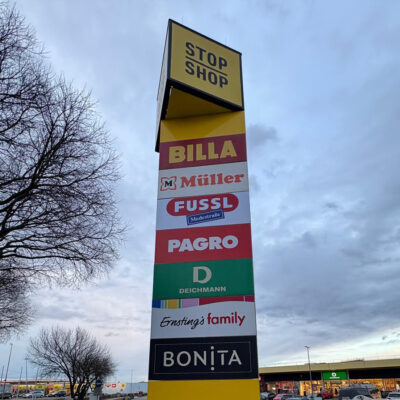 STOP
SHOP
BILLA
M Müller
FUSSL
Modestraße
PAGRO
D
DEICHMANN
Ernsting's family
BONiTA